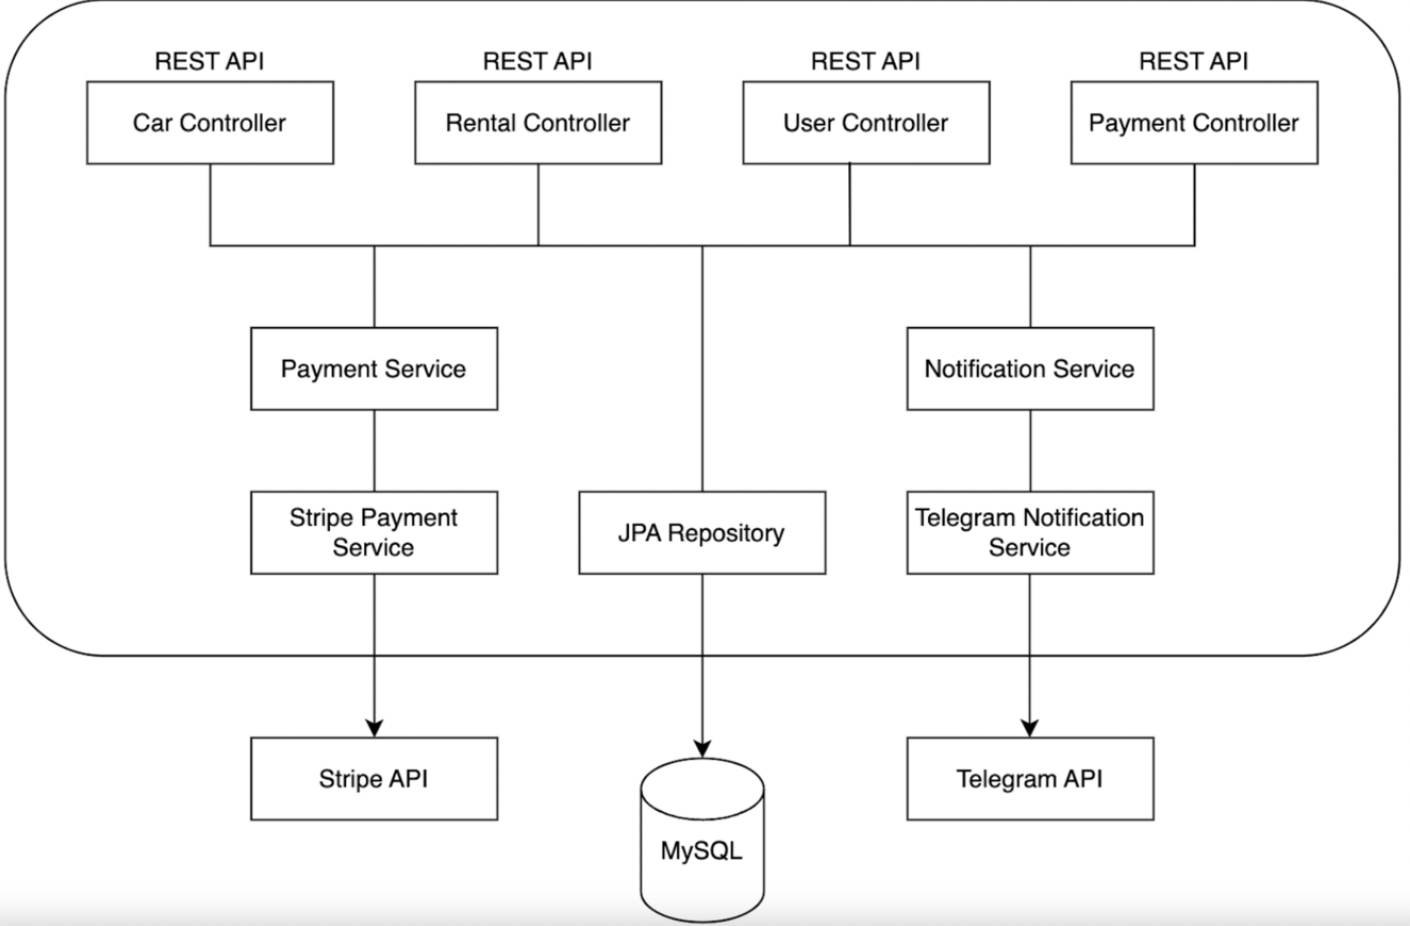 REST API
REST API
REST API
REST API
Car Controller
Rental Controller
User Controller
Payment Controller
Payment Service
Notification Service
Stripe Payment
Service
JPA Repository
Telegram Notification
Service
Stripe API
Telegram API
MySQL